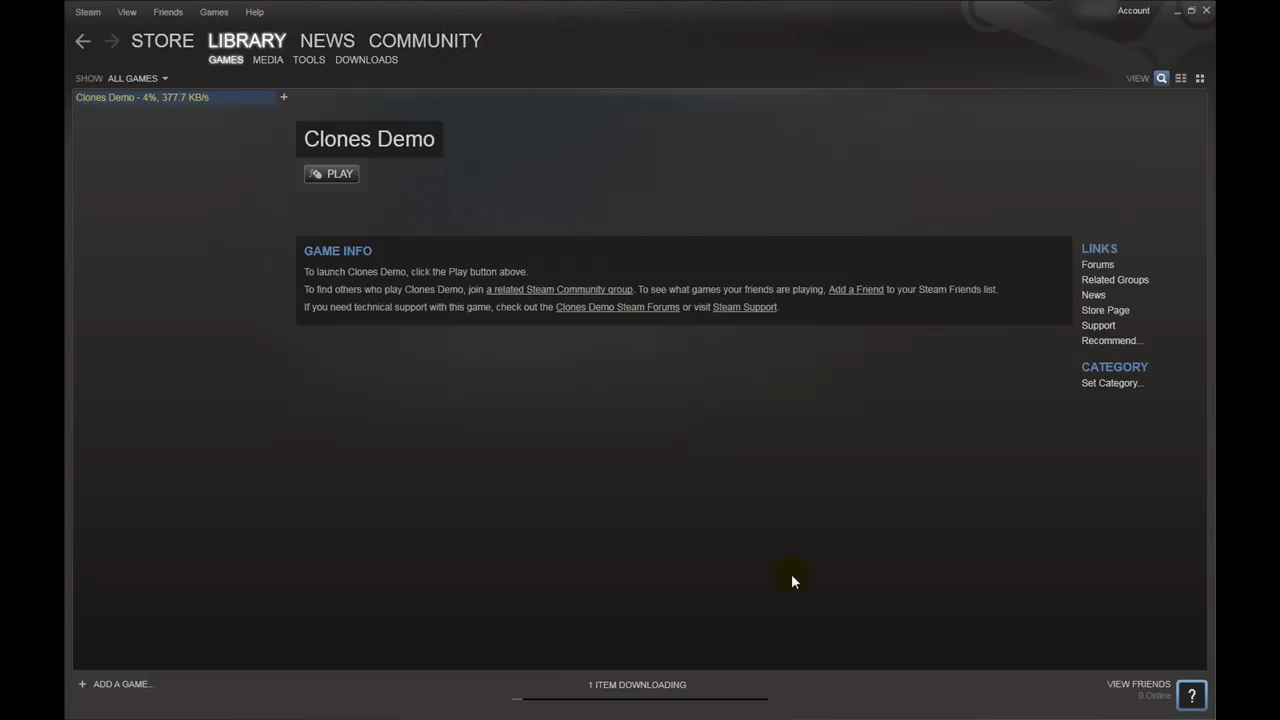 Steam View Friends Games Help Account
STORE LIBRARY NEWS COMMUNITY
GAMES MEDIA TOOLS DOWNLOADS
SHOW ALL GAMES VIEW
Clones Demo - 4%, 377.7 KB/s +
Clones Demo
PLAY
GAME INFO
To launch Clones Demo, click the Play button above.
To find others who play Clones Demo, join a related Steam Community group. To see what games your friends are playing, Add a Friend to your Steam Friends list.
If you need technical support with this game, check out the Clones Demo Steam Forums or visit Steam Support.
LINKS
Forums
Related Groups
News
Store Page
Support
Recommend...
CATEGORY
Set Category...
+ ADD A GAME...
1 ITEM DOWNLOADING
VIEW FRIENDS
0 Online
?